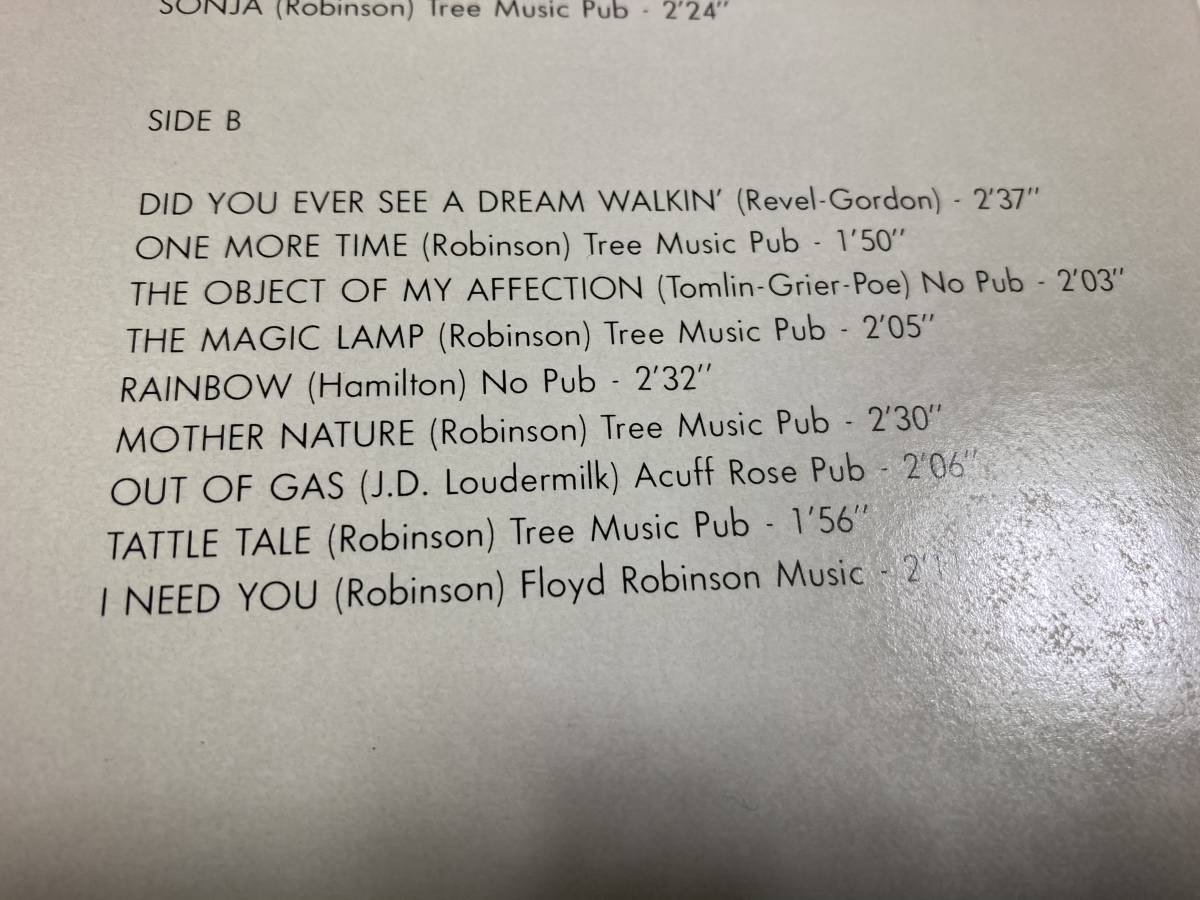 SONJA (Robinson) Tree Music Pub - 2'24"
SIDE B
DID YOU EVER SEE A DREAM WALKIN' (Revel-Gordon) - 2'37"
ONE MORE TIME (Robinson) Tree Music Pub - 1'50"
THE OBJECT OF MY AFFECTION (Tomlin-Grier-Poe) No Pub - 2'03"
THE MAGIC LAMP (Robinson) Tree Music Pub - 2'05"
RAINBOW (Hamilton) No Pub - 2'32"
MOTHER NATURE (Robinson) Tree Music Pub - 2'30"
OUT OF GAS (J.D. Loudermilk) Acuff Rose Pub - 2'06"
TATTLE TALE (Robinson) Tree Music Pub - 1'56"
I NEED YOU (Robinson) Floyd Robinson Music -